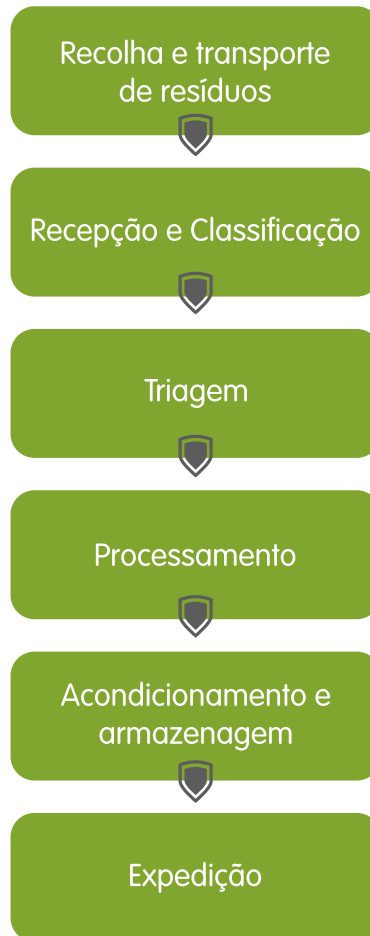 Recolha e transporte
de resíduos
Recepção e Classificação
Triagem
Processamento
Acondicionamento e
armazenagem
Expedição